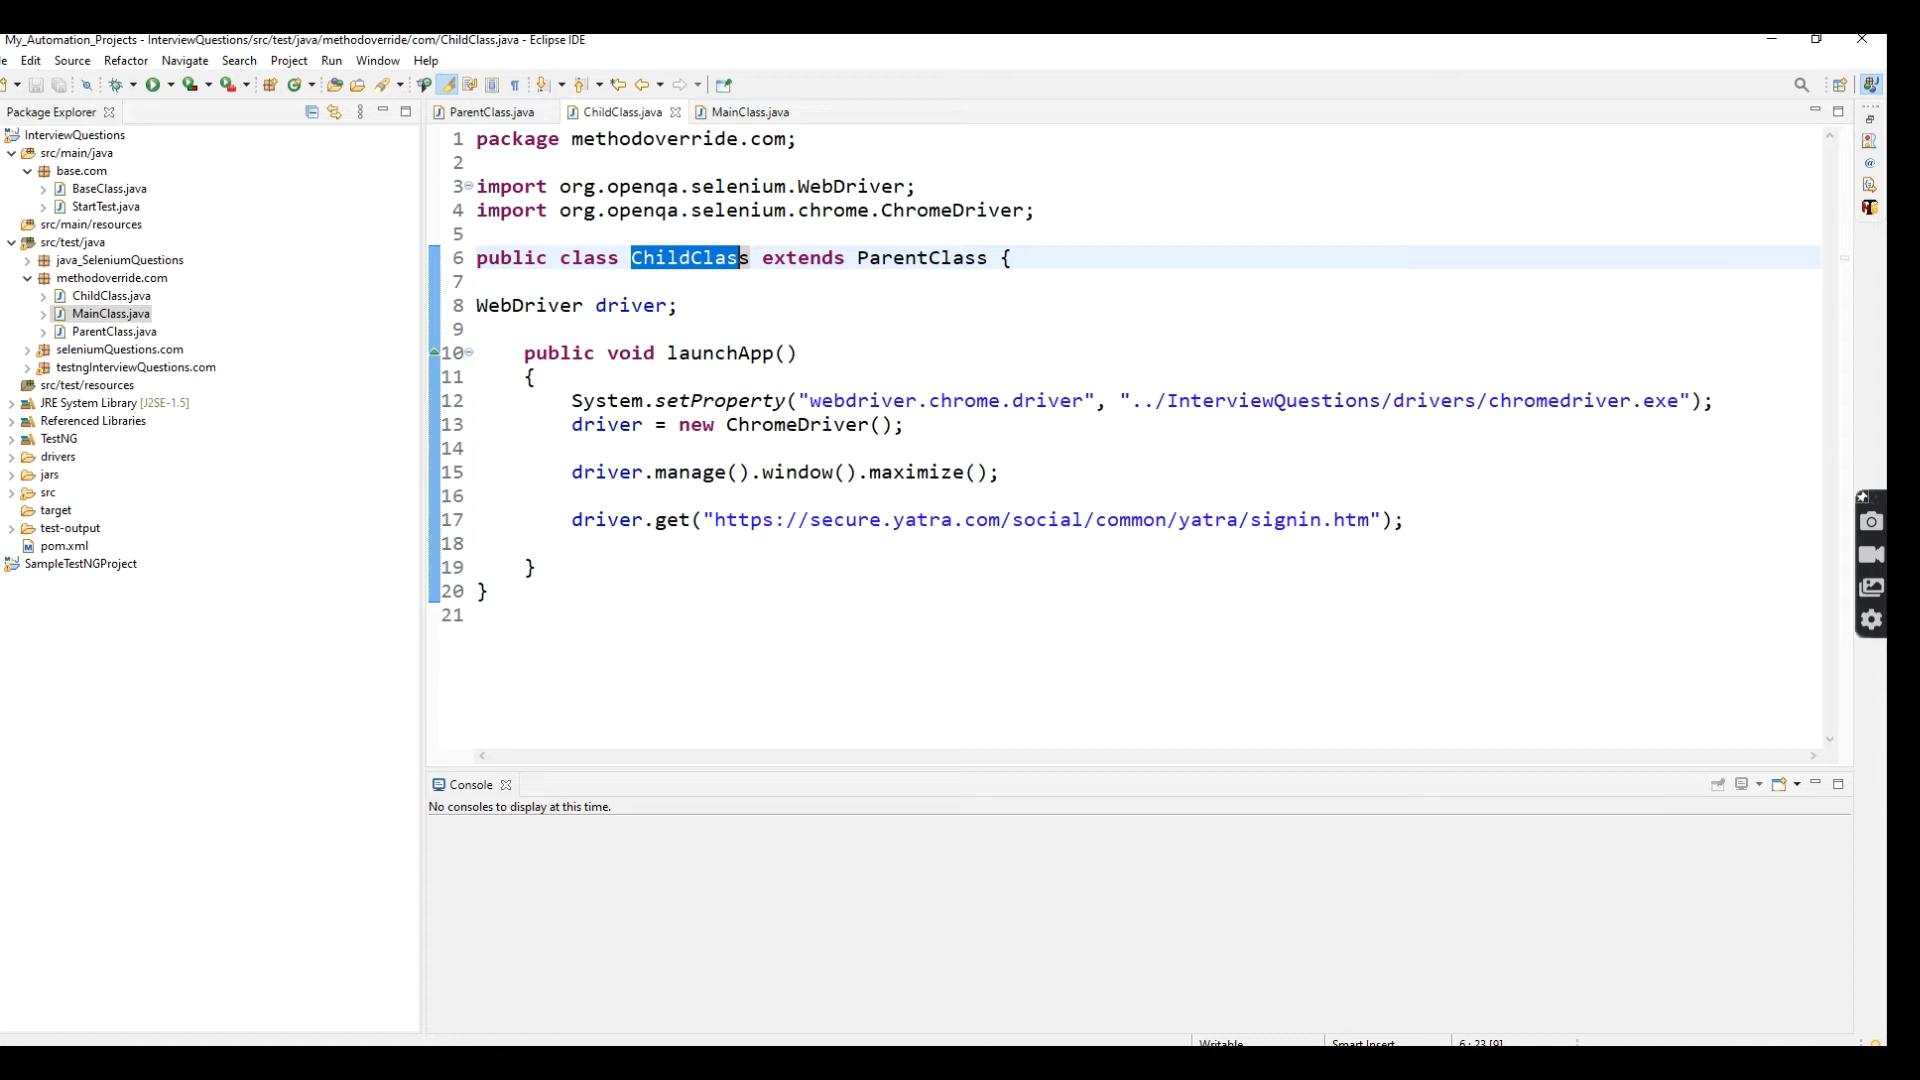 My_Automation_Projects - InterviewQuestions/src/test/java/methodoverride/com/ChildClass.java - Eclipse IDE
Edit Source Refactor Navigate Search Project Run Window Help
Package Explorer
InterviewQuestions
src/main/java
base.com
BaseClass.java
StartTest.java
src/main/resources
src/test/java
java_SeleniumQuestions
methodoverride.com
ChildClass.java
MainClass.java
ParentClass.java
seleniumQuestions.com
testngInterviewQuestions.com
src/test/resources
JRE System Library [J2SE-1.5]
Referenced Libraries
TestNG
drivers
jars
src
target
test-output
pom.xml
SampleTestNGProject
ParentClass.java ChildClass.java MainClass.java
1 package methodoverride.com;
2
3 import org.openqa.selenium.WebDriver;
4 import org.openqa.selenium.chrome.ChromeDriver;
5
6 public class ChildClass extends ParentClass {
7
8 WebDriver driver;
9
10 public void launchApp()
11 {
12 System.setProperty("webdriver.chrome.driver", "../InterviewQuestions/drivers/chromedriver.exe");
13 driver = new ChromeDriver();
14
15 driver.manage().window().maximize();
16
17 driver.get("https://secure.yatra.com/social/common/yatra/signin.htm");
18
19 }
20 }
21
Console
No consoles to display at this time.
Writable Smart Insert 6 : 23 [9]